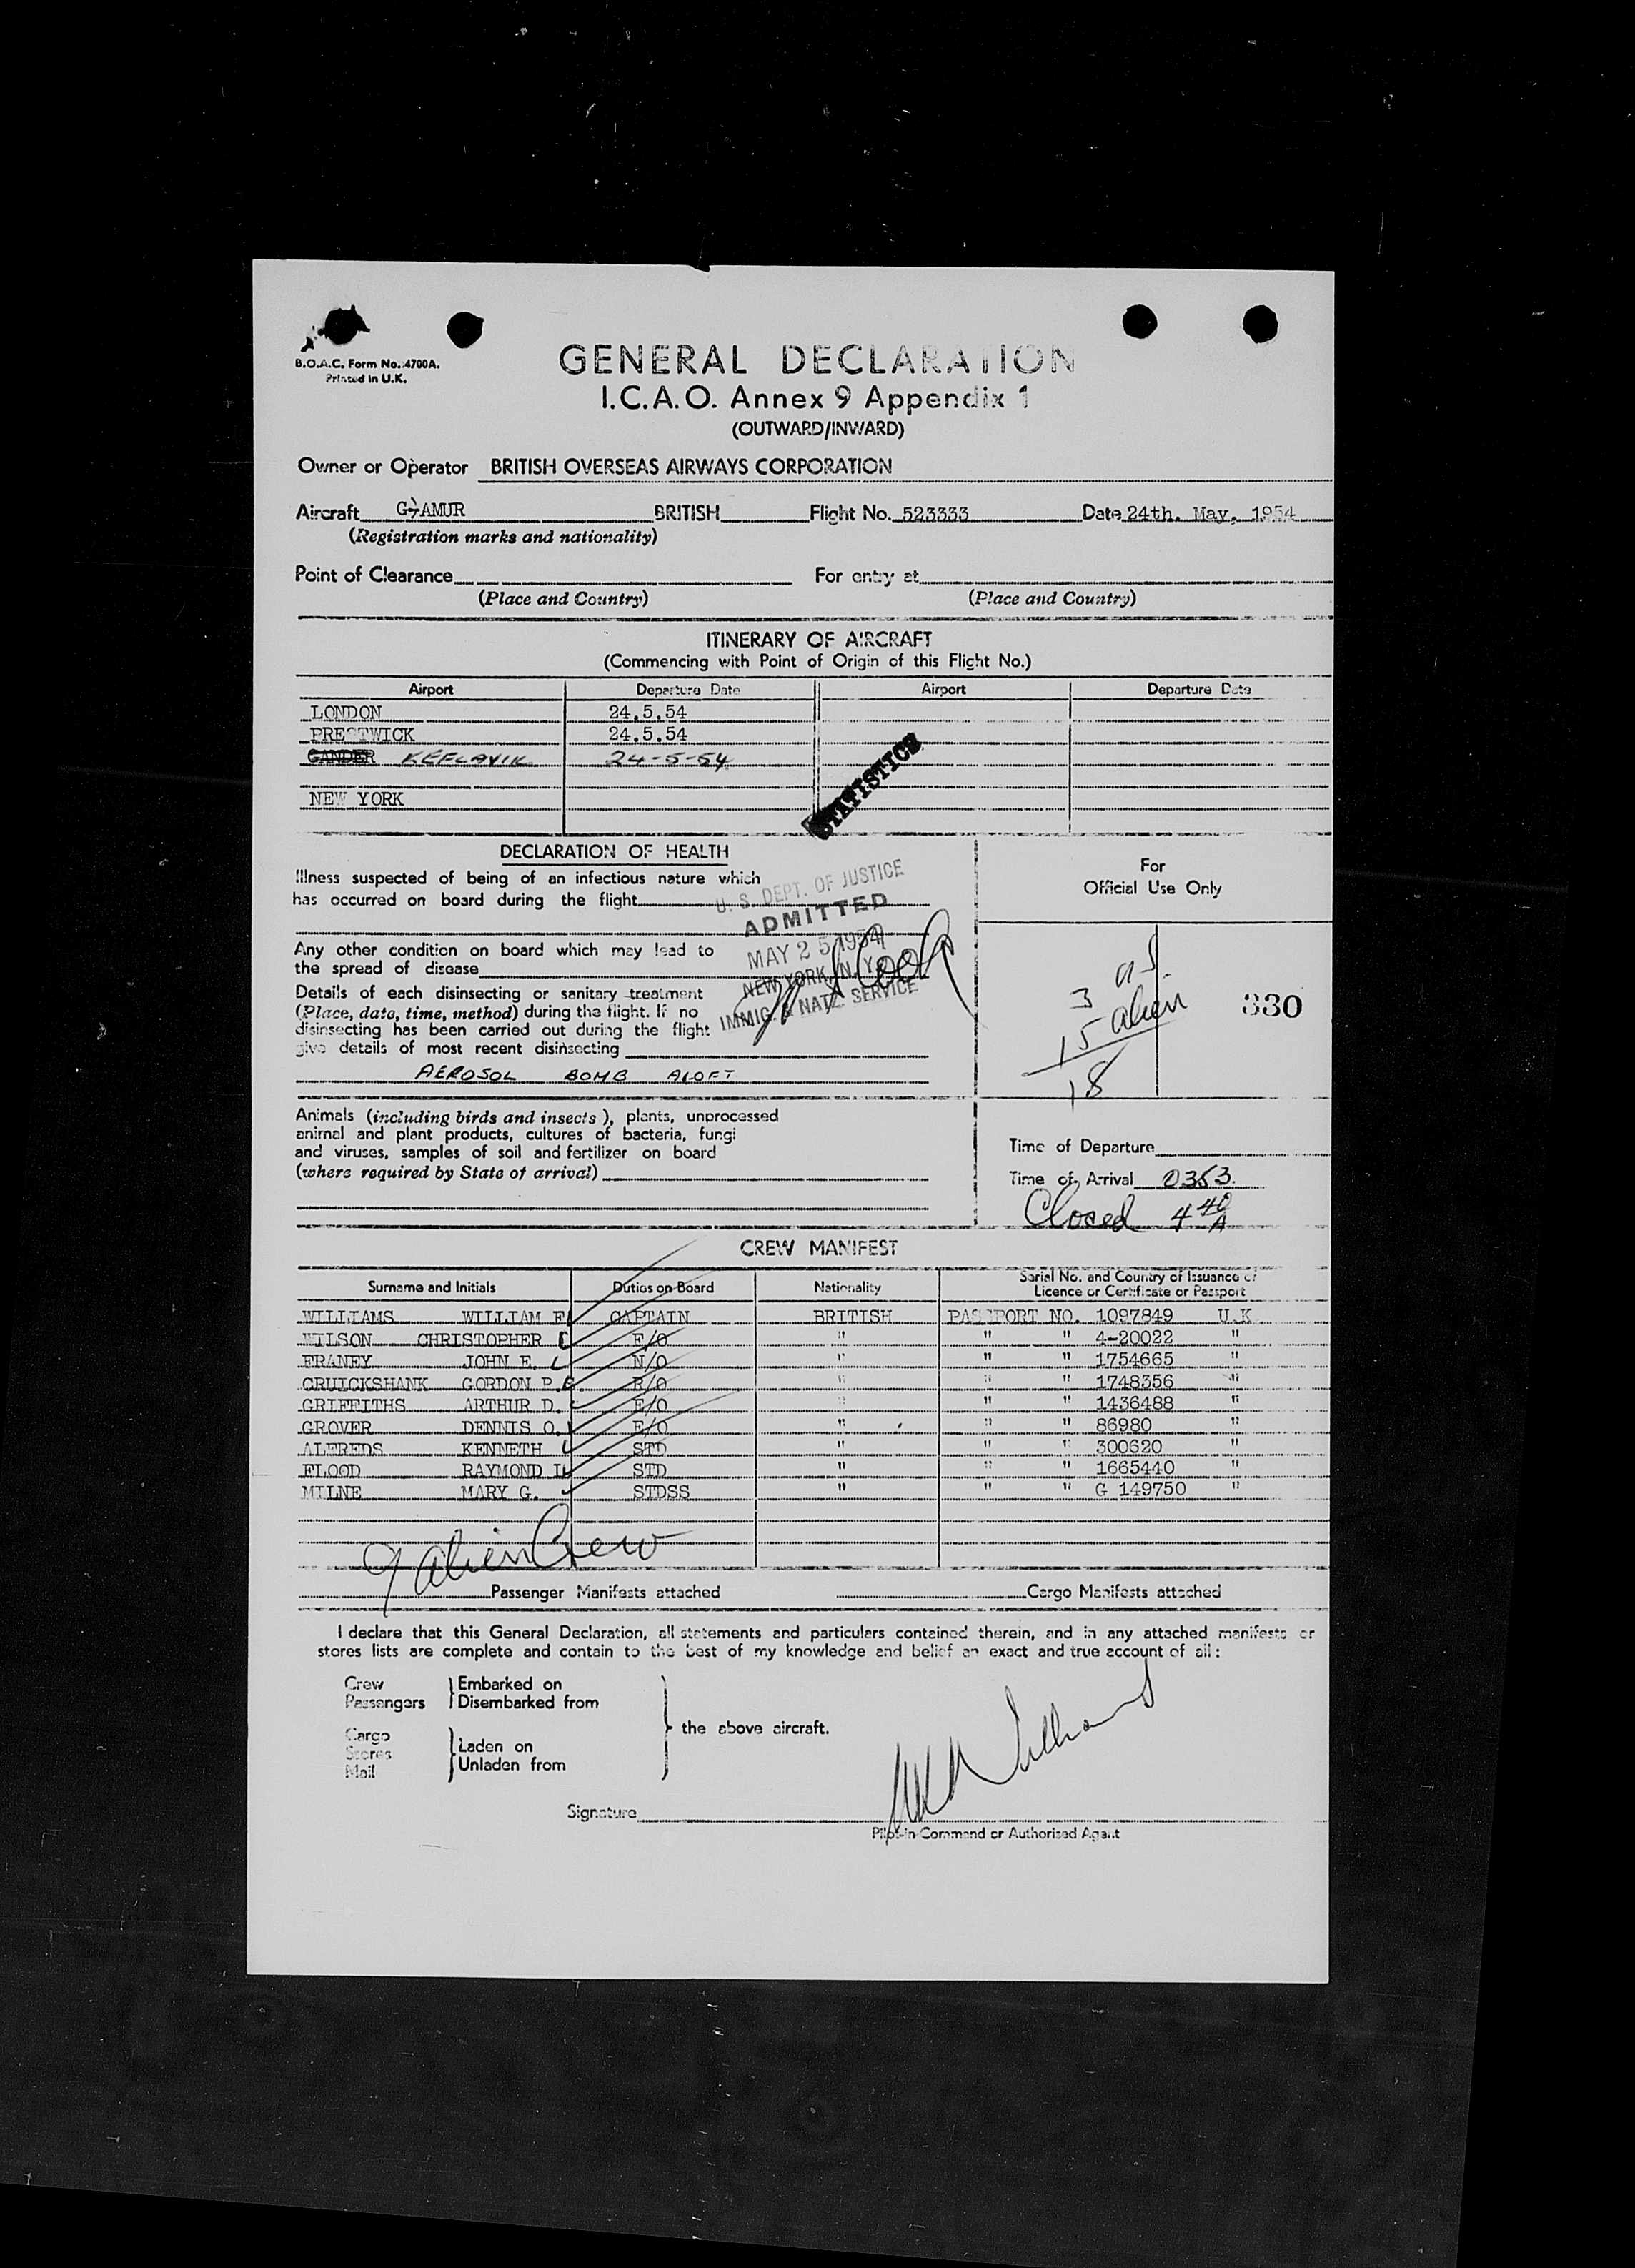 B.O.A.C. Form No. 4700A.
Printed in U.K.
GENERAL DECLARATION
I.C.A.O. Annex 9 Appendix 1
(OUTWARD/INWARD)
Owner or Operator BRITISH OVERSEAS AIRWAYS CORPORATION
Aircraft G-AMUR BRITISH Flight No. 523333 Date 24th. May, 1954
(Registration marks and nationality)
Point of Clearance For entry at
(Place and Country) (Place and Country)
ITINERARY OF AIRCRAFT
(Commencing with Point of Origin of this Flight No.)
Airport Departure Date Airport Departure Date
LONDON 24.5.54
PRESTWICK 24.5.54
GANDER KEFLAVIK 24-5-54
NEW YORK
STATISTICS
DECLARATION OF HEALTH
Illness suspected of being of an infectious nature which
has occurred on board during the flight
Any other condition on board which may lead to
the spread of disease
Details of each disinsecting or sanitary treatment
(Place, date, time, method) during the flight. If no
disinsecting has been carried out during the flight
give details of most recent disinsecting
AEROSOL BOMB ALOFT
U. S. DEPT. OF JUSTICE
ADMITTED
MAY 25 1954
NEW YORK, N. Y.
IMMIG. & NATZ. SERVICE
For
Official Use Only
3
15 alien
18
330
Animals (including birds and insects), plants, unprocessed
animal and plant products, cultures of bacteria, fungi
and viruses, samples of soil and fertilizer on board
(where required by State of arrival)
Time of Departure
Time of Arrival 0353.
Closed 4 40 A
CREW MANIFEST
Surname and Initials Duties on Board Nationality Serial No. and Country of Issuance of
Licence or Certificate or Passport
WILLIAMS WILLIAM F CAPTAIN BRITISH PASSPORT NO. 1097849 U.K
WILSON CHRISTOPHER F/O " " " 4-20022 "
FRANEY JOHN E. N/O " " " 1754665 "
CRUICKSHANK GORDON P. R/O " " " 1748356 "
GRIFFITHS ARTHUR D. E/O " " " 1436488 "
GROVER DENNIS O. E/O " " " 86980 "
ALFREDS KENNETH STD " " " 300620 "
FLOOD RAYMOND STD " " " 1665440 "
MILNE MARY G. STDSS " " " G 149750 "
9 alien Crew
Passenger Manifests attached Cargo Manifests attached
I declare that this General Declaration, all statements and particulars contained therein, and in any attached manifests or
stores lists are complete and contain to the best of my knowledge and belief an exact and true account of all:
Crew Embarked on
Passengers Disembarked from
the above aircraft.
Cargo
Stores Laden on
Mail Unladen from
Signature
Pilot-in-Command or Authorised Agent